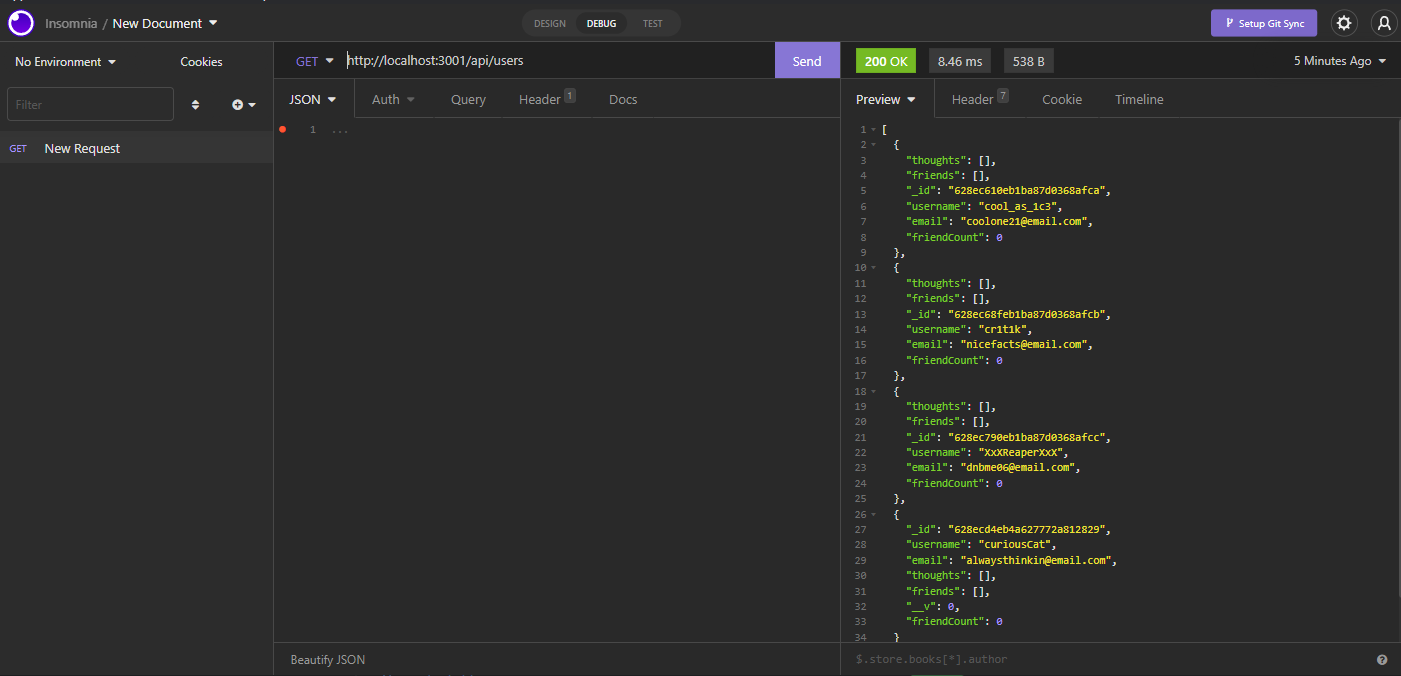 Insomnia / New Document
DESIGN DEBUG TEST
Setup Git Sync
No Environment Cookies
GET http://localhost:3001/api/users Send
200 OK 8.46 ms 538 B 5 Minutes Ago
Filter
JSON Auth Query Header 1 Docs
Preview Header 7 Cookie Timeline
GET New Request
1 ...
1 [
2 {
3 "thoughts": [],
4 "friends": [],
5 "_id": "628ec610eb1ba87d0368afca",
6 "username": "cool_as_1c3",
7 "email": "coolone21@email.com",
8 "friendCount": 0
9 },
10 {
11 "thoughts": [],
12 "friends": [],
13 "_id": "628ec68feb1ba87d0368afcb",
14 "username": "cr1t1k",
15 "email": "nicefacts@email.com",
16 "friendCount": 0
17 },
18 {
19 "thoughts": [],
20 "friends": [],
21 "_id": "628ec790eb1ba87d0368afcc",
22 "username": "XxXReaperXxX",
23 "email": "dnbme06@email.com",
24 "friendCount": 0
25 },
26 {
27 "_id": "628ecd4eb4a627772a812829",
28 "username": "curiousCat",
29 "email": "alwaysthinkin@email.com",
30 "thoughts": [],
31 "friends": [],
32 "__v": 0,
33 "friendCount": 0
34 }
Beautify JSON
$.store.books[*].author